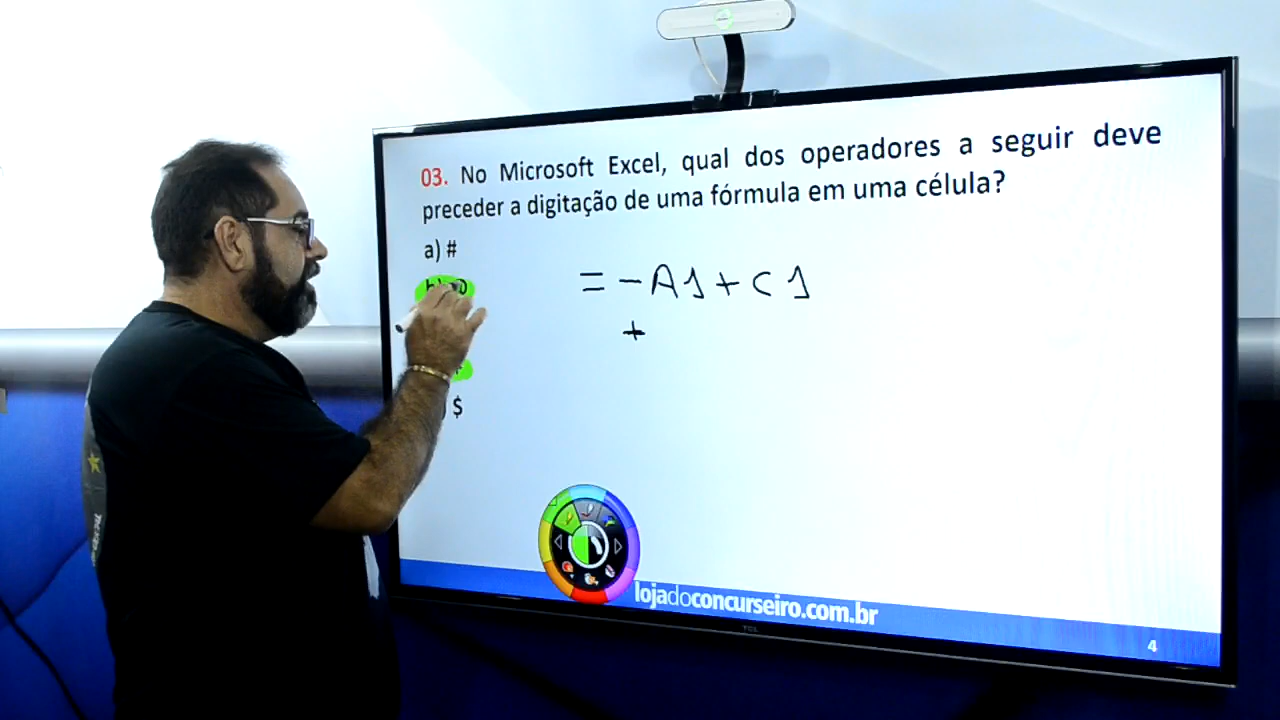 03. No Microsoft Excel, qual dos operadores a seguir deve
preceder a digitação de uma fórmula em uma célula?
a) #
= -A1+C1
+
) $
lojadoconcurseiro.com.br
4
TCL